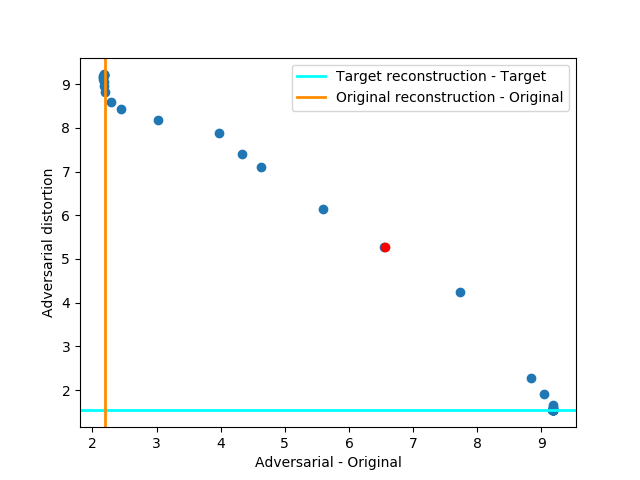 Target reconstruction - Target
Original reconstruction - Original
9
8
7
6
5
4
3
2
Adversarial distortion
2 3 4 5 6 7 8 9
Adversarial - Original